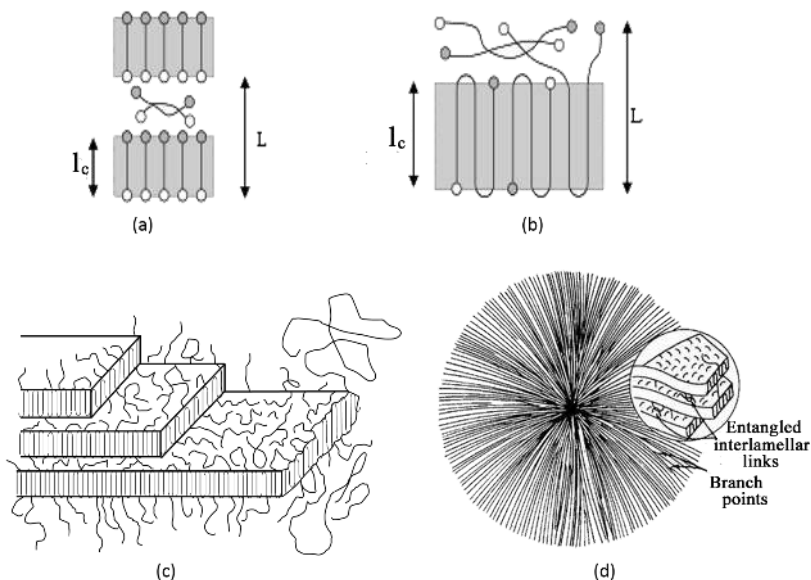 l_c
L
(a)
l_c
L
(b)
(c)
Entangled
interlamellar
links
Branch
points
(d)